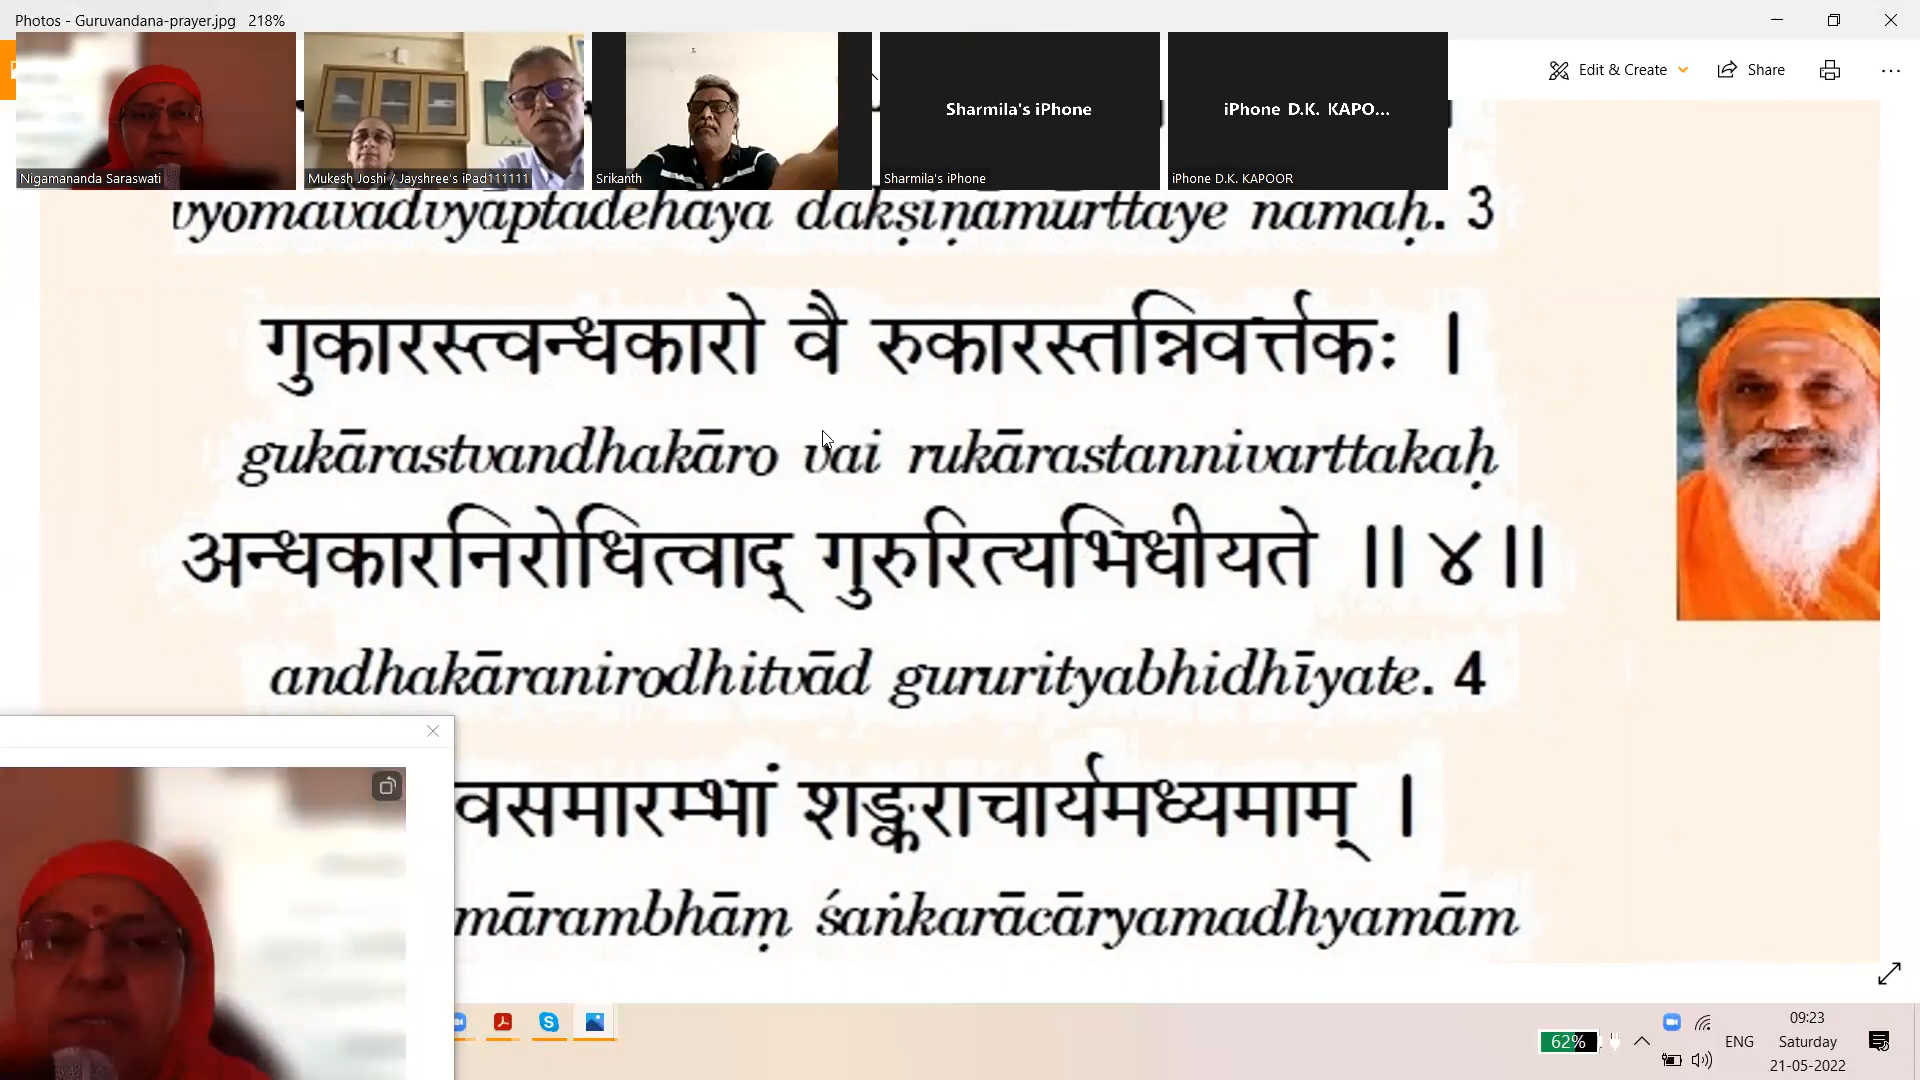 Photos - Guruvandana-prayer.jpg 218%
Edit & Create
Share
Sharmila's iPhone
iPhone D.K. KAPO...
Nigamananda Saraswati
Mukesh Joshi / Jayshree's iPad111111
Srikanth
Sharmila's iPhone
iPhone D.K. KAPOOR
vyomavadvyāptadehāya dakṣiṇāmūrttaye namaḥ. 3
गुकारस्त्वन्धकारो वै रुकारस्तन्निवर्त्तकः ।
gukārastvandhakāro vai rukārastannivarttakaḥ
अन्धकारनिरोधित्वाद् गुरुरित्यभिधीयते ॥ ४ ॥
andhakāranirodhitvād gururityabhidhīyate. 4
वसमारम्भां शङ्कराचार्यमध्यमाम् ।
mārambhāṃ śaṅkarācāryamadhyamām
62%
ENG
09:23
Saturday
21-05-2022